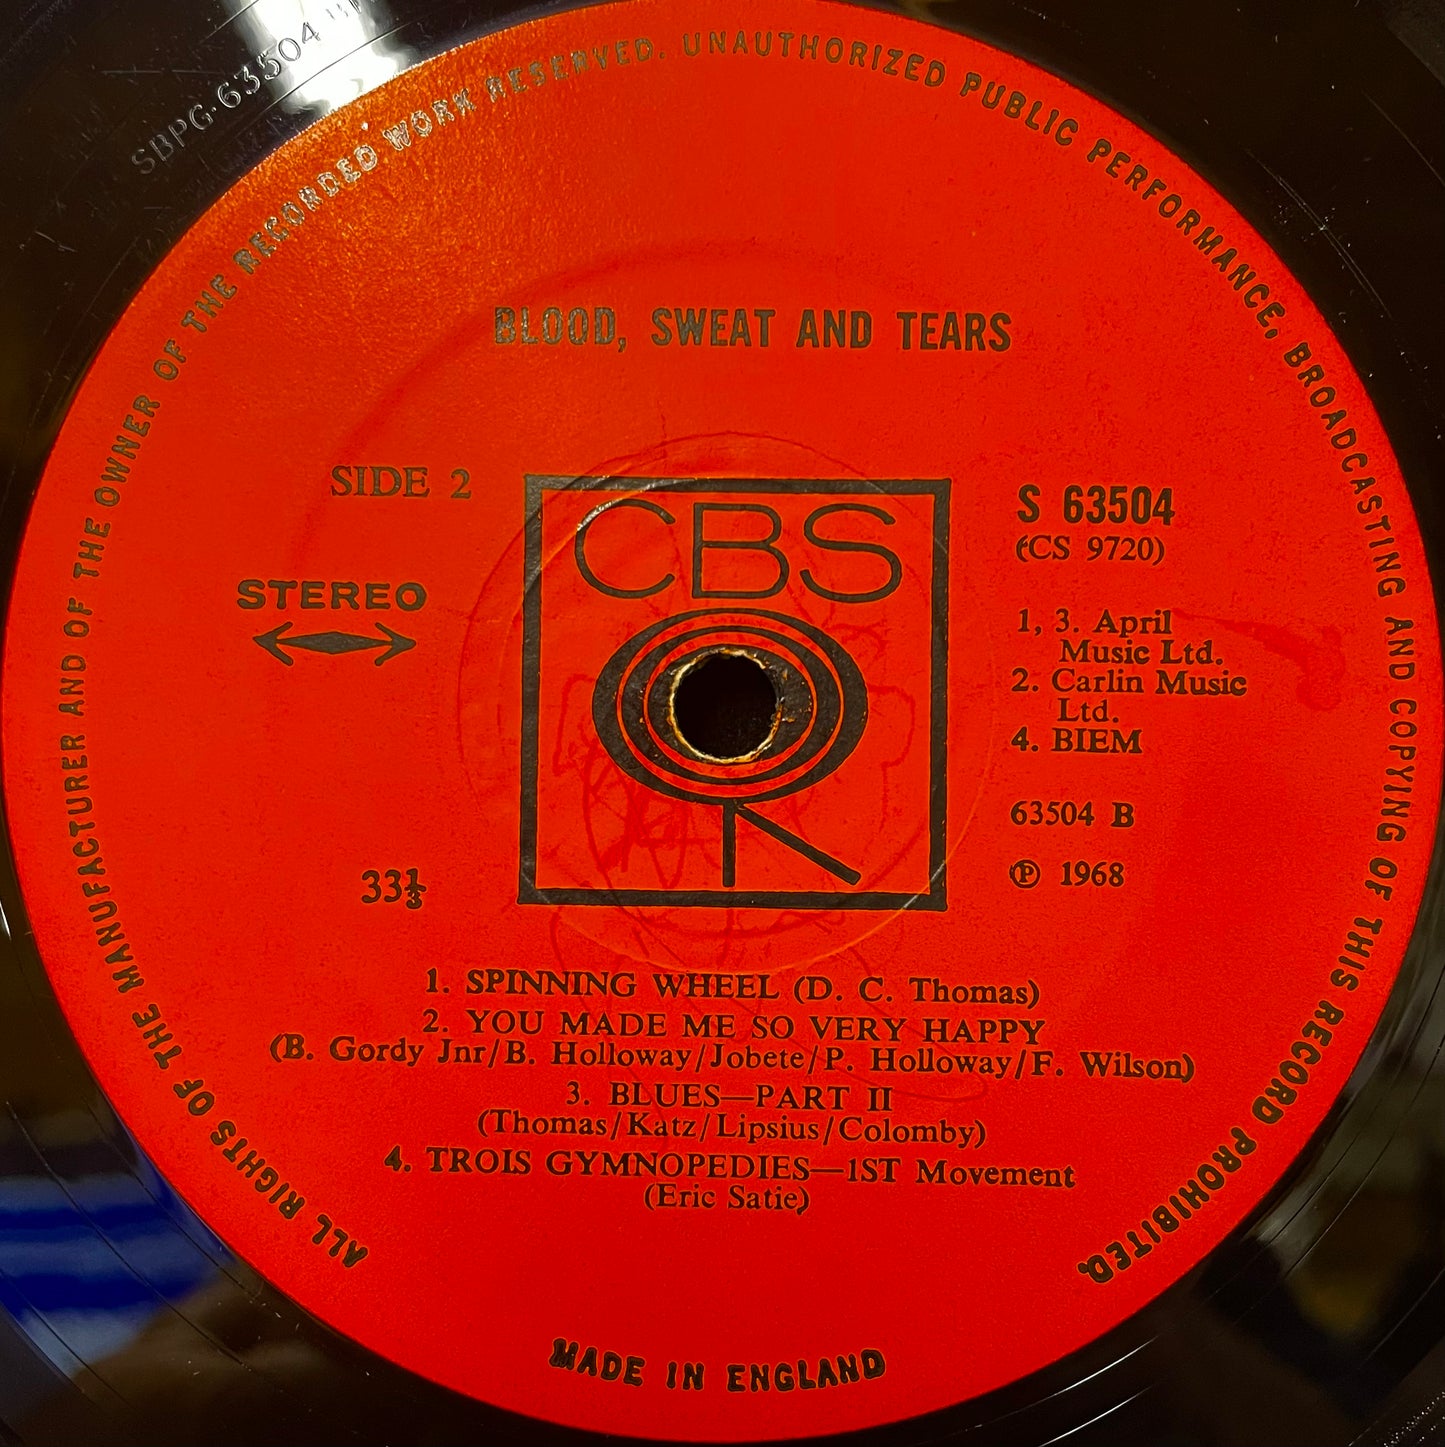 SBPG·63504
ALL RIGHTS OF THE MANUFACTURER AND OF THE OWNER OF THE RECORDED WORK RESERVED. UNAUTHORIZED PUBLIC PERFORMANCE, BROADCASTING AND COPYING OF THIS RECORD PROHIBITED.
BLOOD, SWEAT AND TEARS
SIDE 2
STEREO
33⅓
CBS
S 63504
(CS 9720)
1, 3. April
Music Ltd.
2. Carlin Music
Ltd.
4. BIEM
63504 B
℗ 1968
1. SPINNING WHEEL (D. C. Thomas)
2. YOU MADE ME SO VERY HAPPY
(B. Gordy Jnr/B. Holloway/Jobete/P. Holloway/F. Wilson)
3. BLUES—PART II
(Thomas/Katz/Lipsius/Colomby)
4. TROIS GYMNOPEDIES—1ST Movement
(Eric Satie)
MADE IN ENGLAND